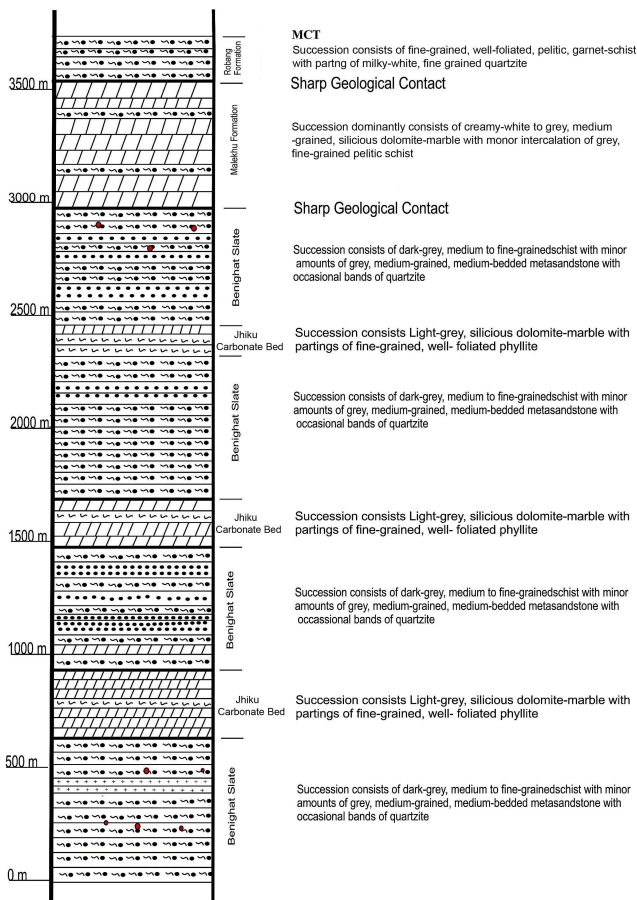 MCT
Succession consists of fine-grained, well-foliated, pelitic, garnet-schist
with partng of milky-white, fine grained quartzite
Robang
Formation
3500 m
Sharp Geological Contact
Malekhu Formation
Succession dominantly consists of creamy-white to grey, medium
-grained, silicious dolomite-marble with monor intercalation of grey,
fine-grained pelitic schist
3000 m
Sharp Geological Contact
Benighat Slate
Succession consists of dark-grey, medium to fine-grainedschist with minor
amounts of grey, medium-grained, medium-bedded metasandstone with
occasional bands of quartzite
2500 m
Jhiku
Carbonate Bed
Succession consists Light-grey, silicious dolomite-marble with
partings of fine-grained, well- foliated phyllite
Benighat Slate
Succession consists of dark-grey, medium to fine-grainedschist with minor
amounts of grey, medium-grained, medium-bedded metasandstone with
occasional bands of quartzite
2000 m
Jhiku
Carbonate Bed
Succession consists Light-grey, silicious dolomite-marble with
partings of fine-grained, well- foliated phyllite
1500 m
Benighat Slate
Succession consists of dark-grey, medium to fine-grainedschist with minor
amounts of grey, medium-grained, medium-bedded metasandstone with
occassional bands of quartzite
1000 m
Jhiku
Carbonate Bed
Succession consists Light-grey, silicious dolomite-marble with
partings of fine-grained, well- foliated phyllite
500 m
Benighat Slate
Succession consists of dark-grey, medium to fine-grainedschist with minor
amounts of grey, medium-grained, medium-bedded metasandstone with
occasional bands of quartzite
0 m